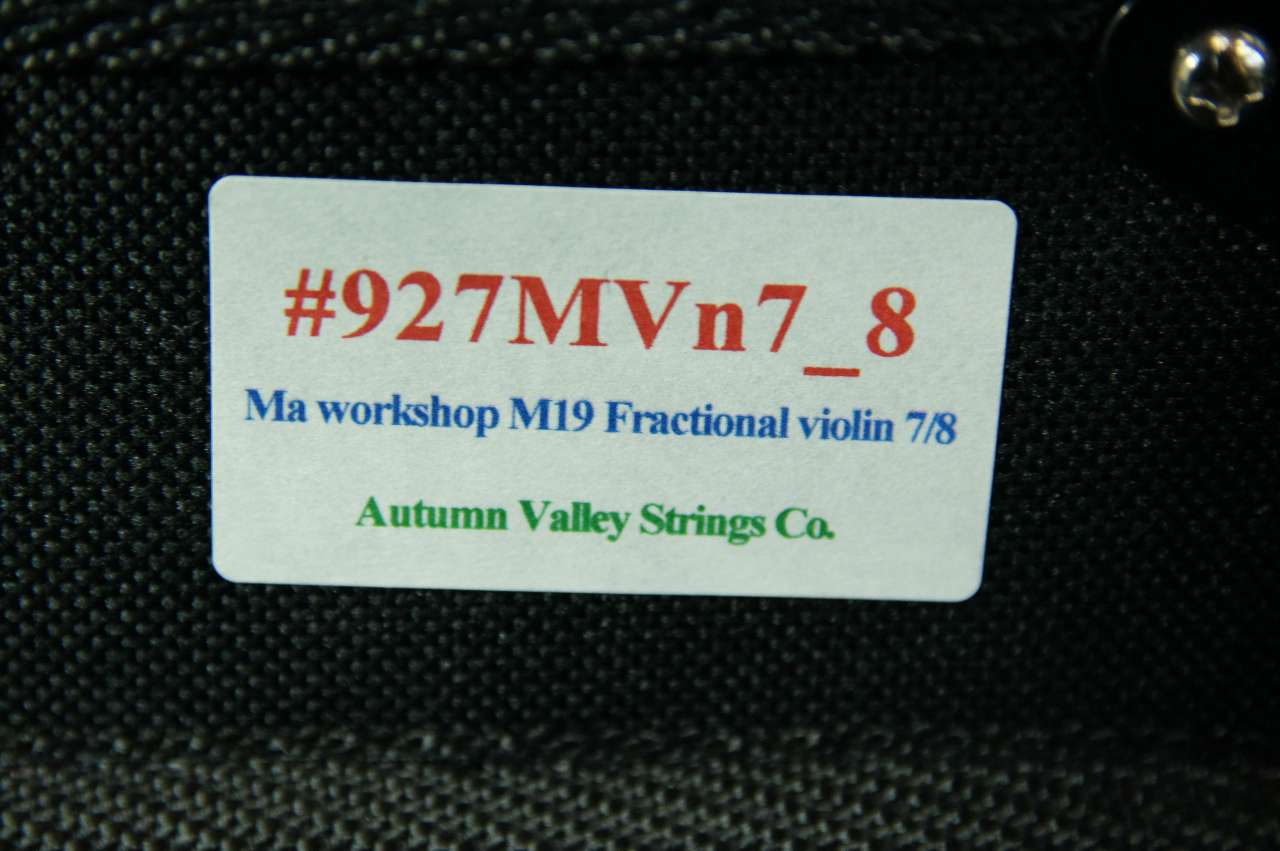 #927MVn7_8
Ma workshop M19 Fractional violin 7/8
Autumn Valley Strings Co.